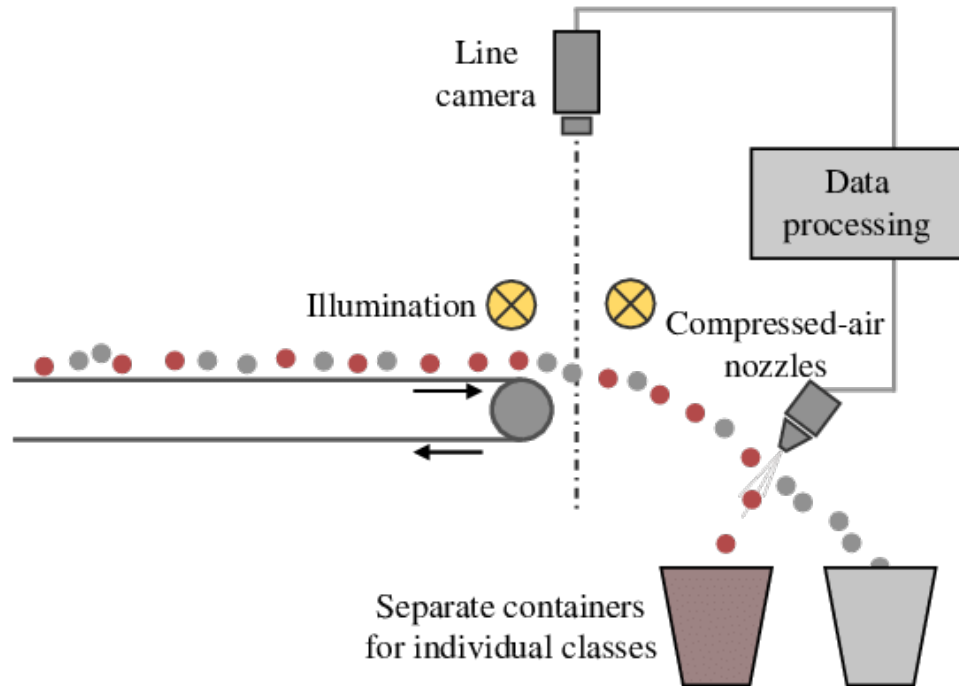 Line
camera
Data
processing
Illumination
Compressed-air
nozzles
Separate containers
for individual classes